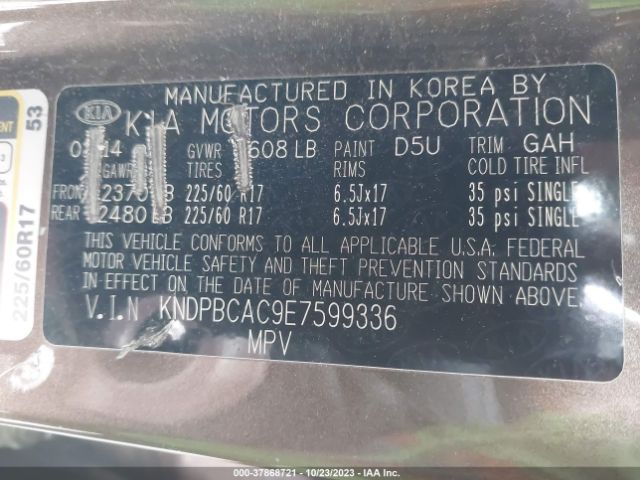 MANUFACTURED IN KOREA BY
KIA KIA MOTORS CORPORATION
GVWR 608 LB PAINT D5U TRIM GAH
GAWR TIRES RIMS COLD TIRE INFL
FRONT 225/60 R17 6.5Jx17 35 psi SINGLE
REAR 2480 LB 225/60 R17 6.5Jx17 35 psi SINGLE
THIS VEHICLE CONFORMS TO ALL APPLICABLE U.S.A. FEDERAL
MOTOR VEHICLE SAFETY AND THEFT PREVENTION STANDARDS
IN EFFECT ON THE DATE OF MANUFACTURE SHOWN ABOVE.
V.I.N KNDPBCAC9E7599336
MPV
53
225/60R17
000-37868721 - 10/23/2023 - IAA Inc.